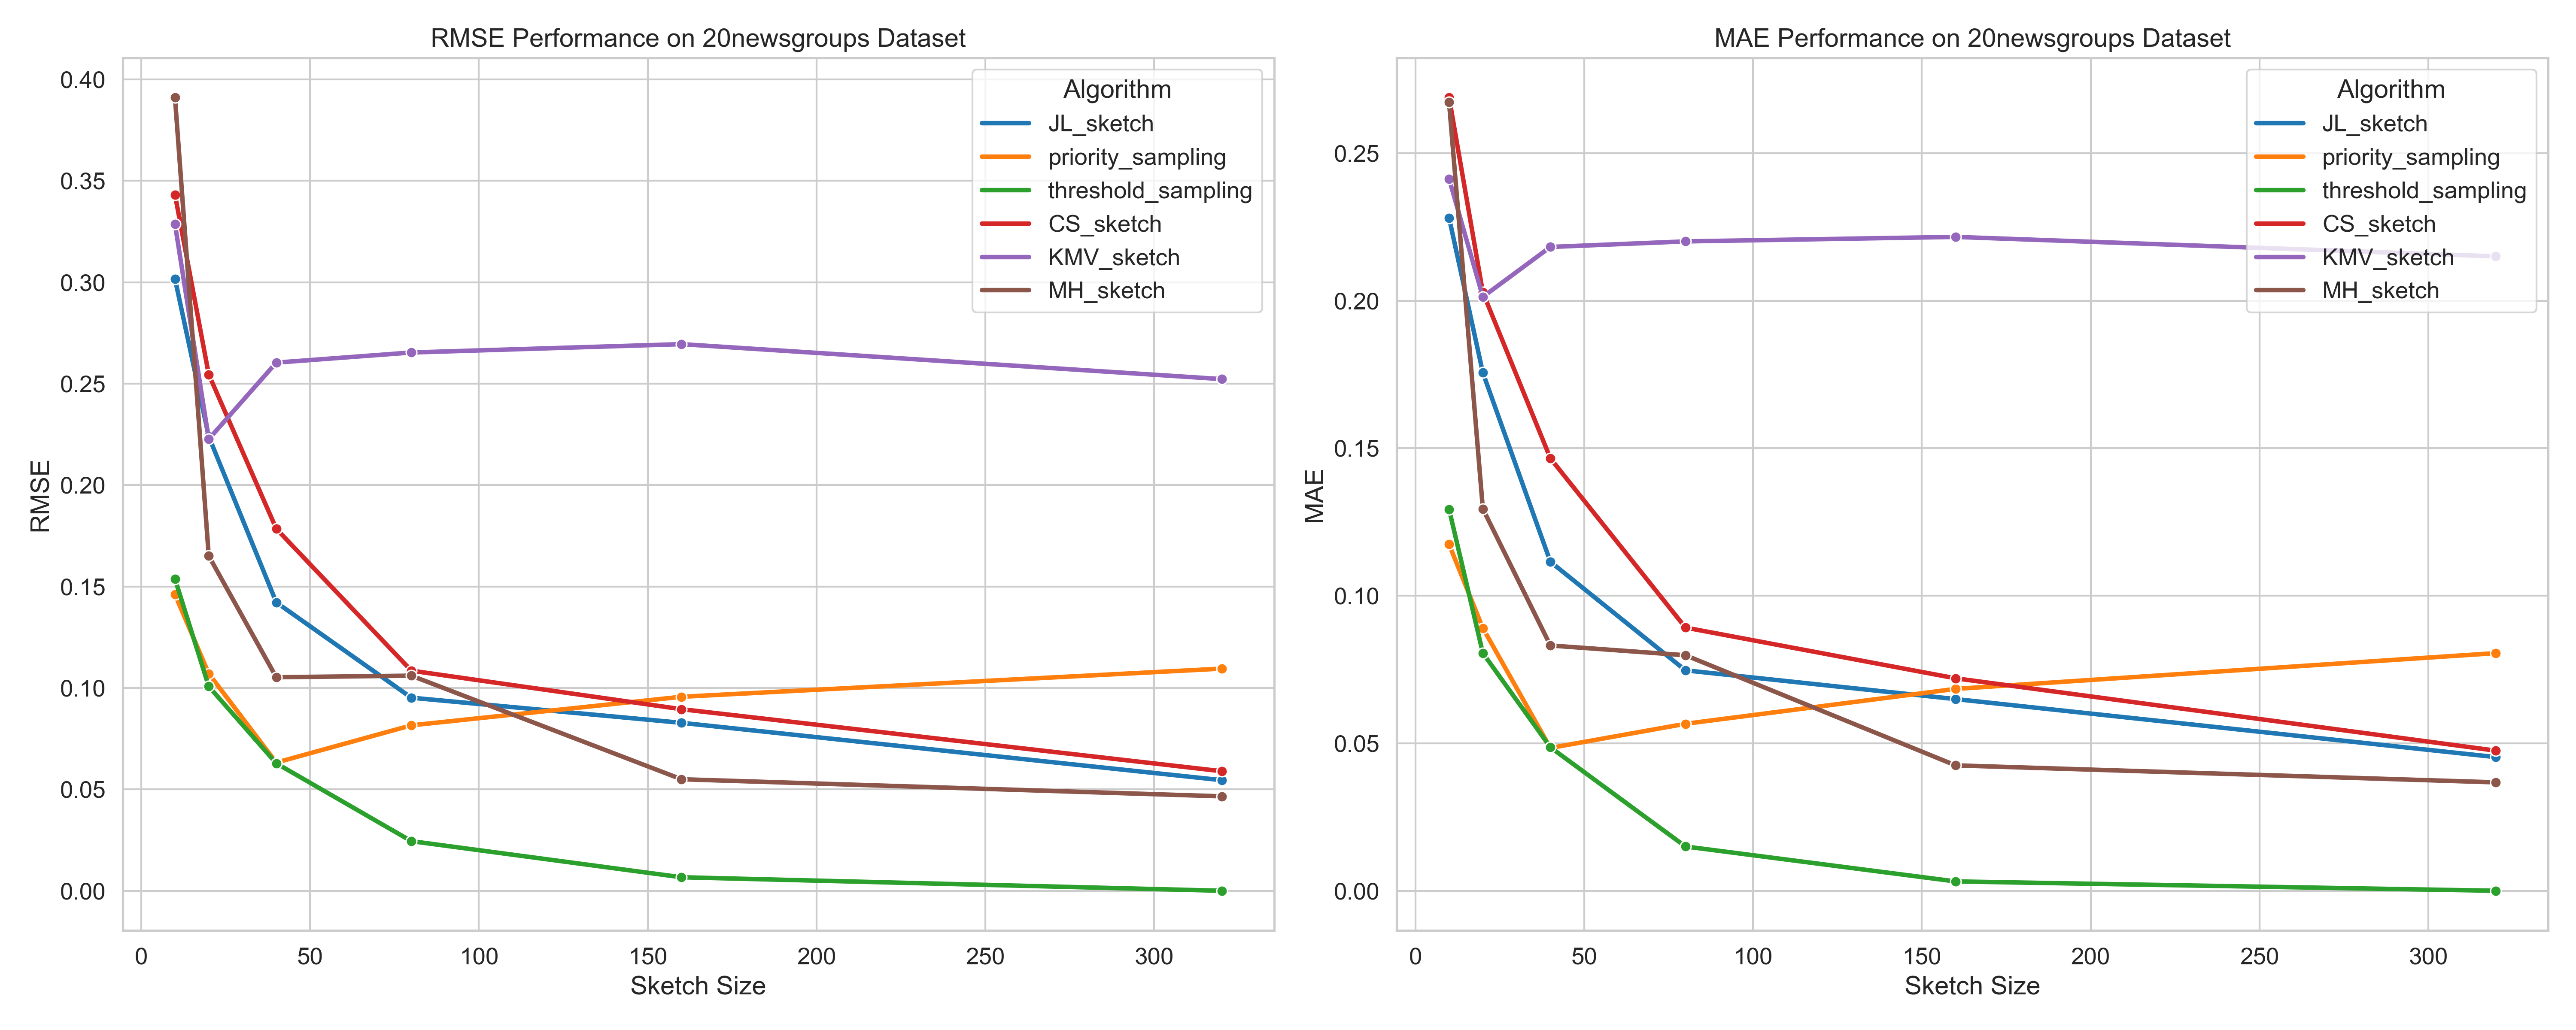 RMSE Performance on 20newsgroups Dataset
0.40
0.35
0.30
0.25
0.20
0.15
0.10
0.05
0.00
RMSE
0
50
100
150
200
250
300
Sketch Size
Algorithm
JL_sketch
priority_sampling
threshold_sampling
CS_sketch
KMV_sketch
MH_sketch
MAE Performance on 20newsgroups Dataset
0.25
0.20
0.15
0.10
0.05
0.00
MAE
0
50
100
150
200
250
300
Sketch Size
Algorithm
JL_sketch
priority_sampling
threshold_sampling
CS_sketch
KMV_sketch
MH_sketch